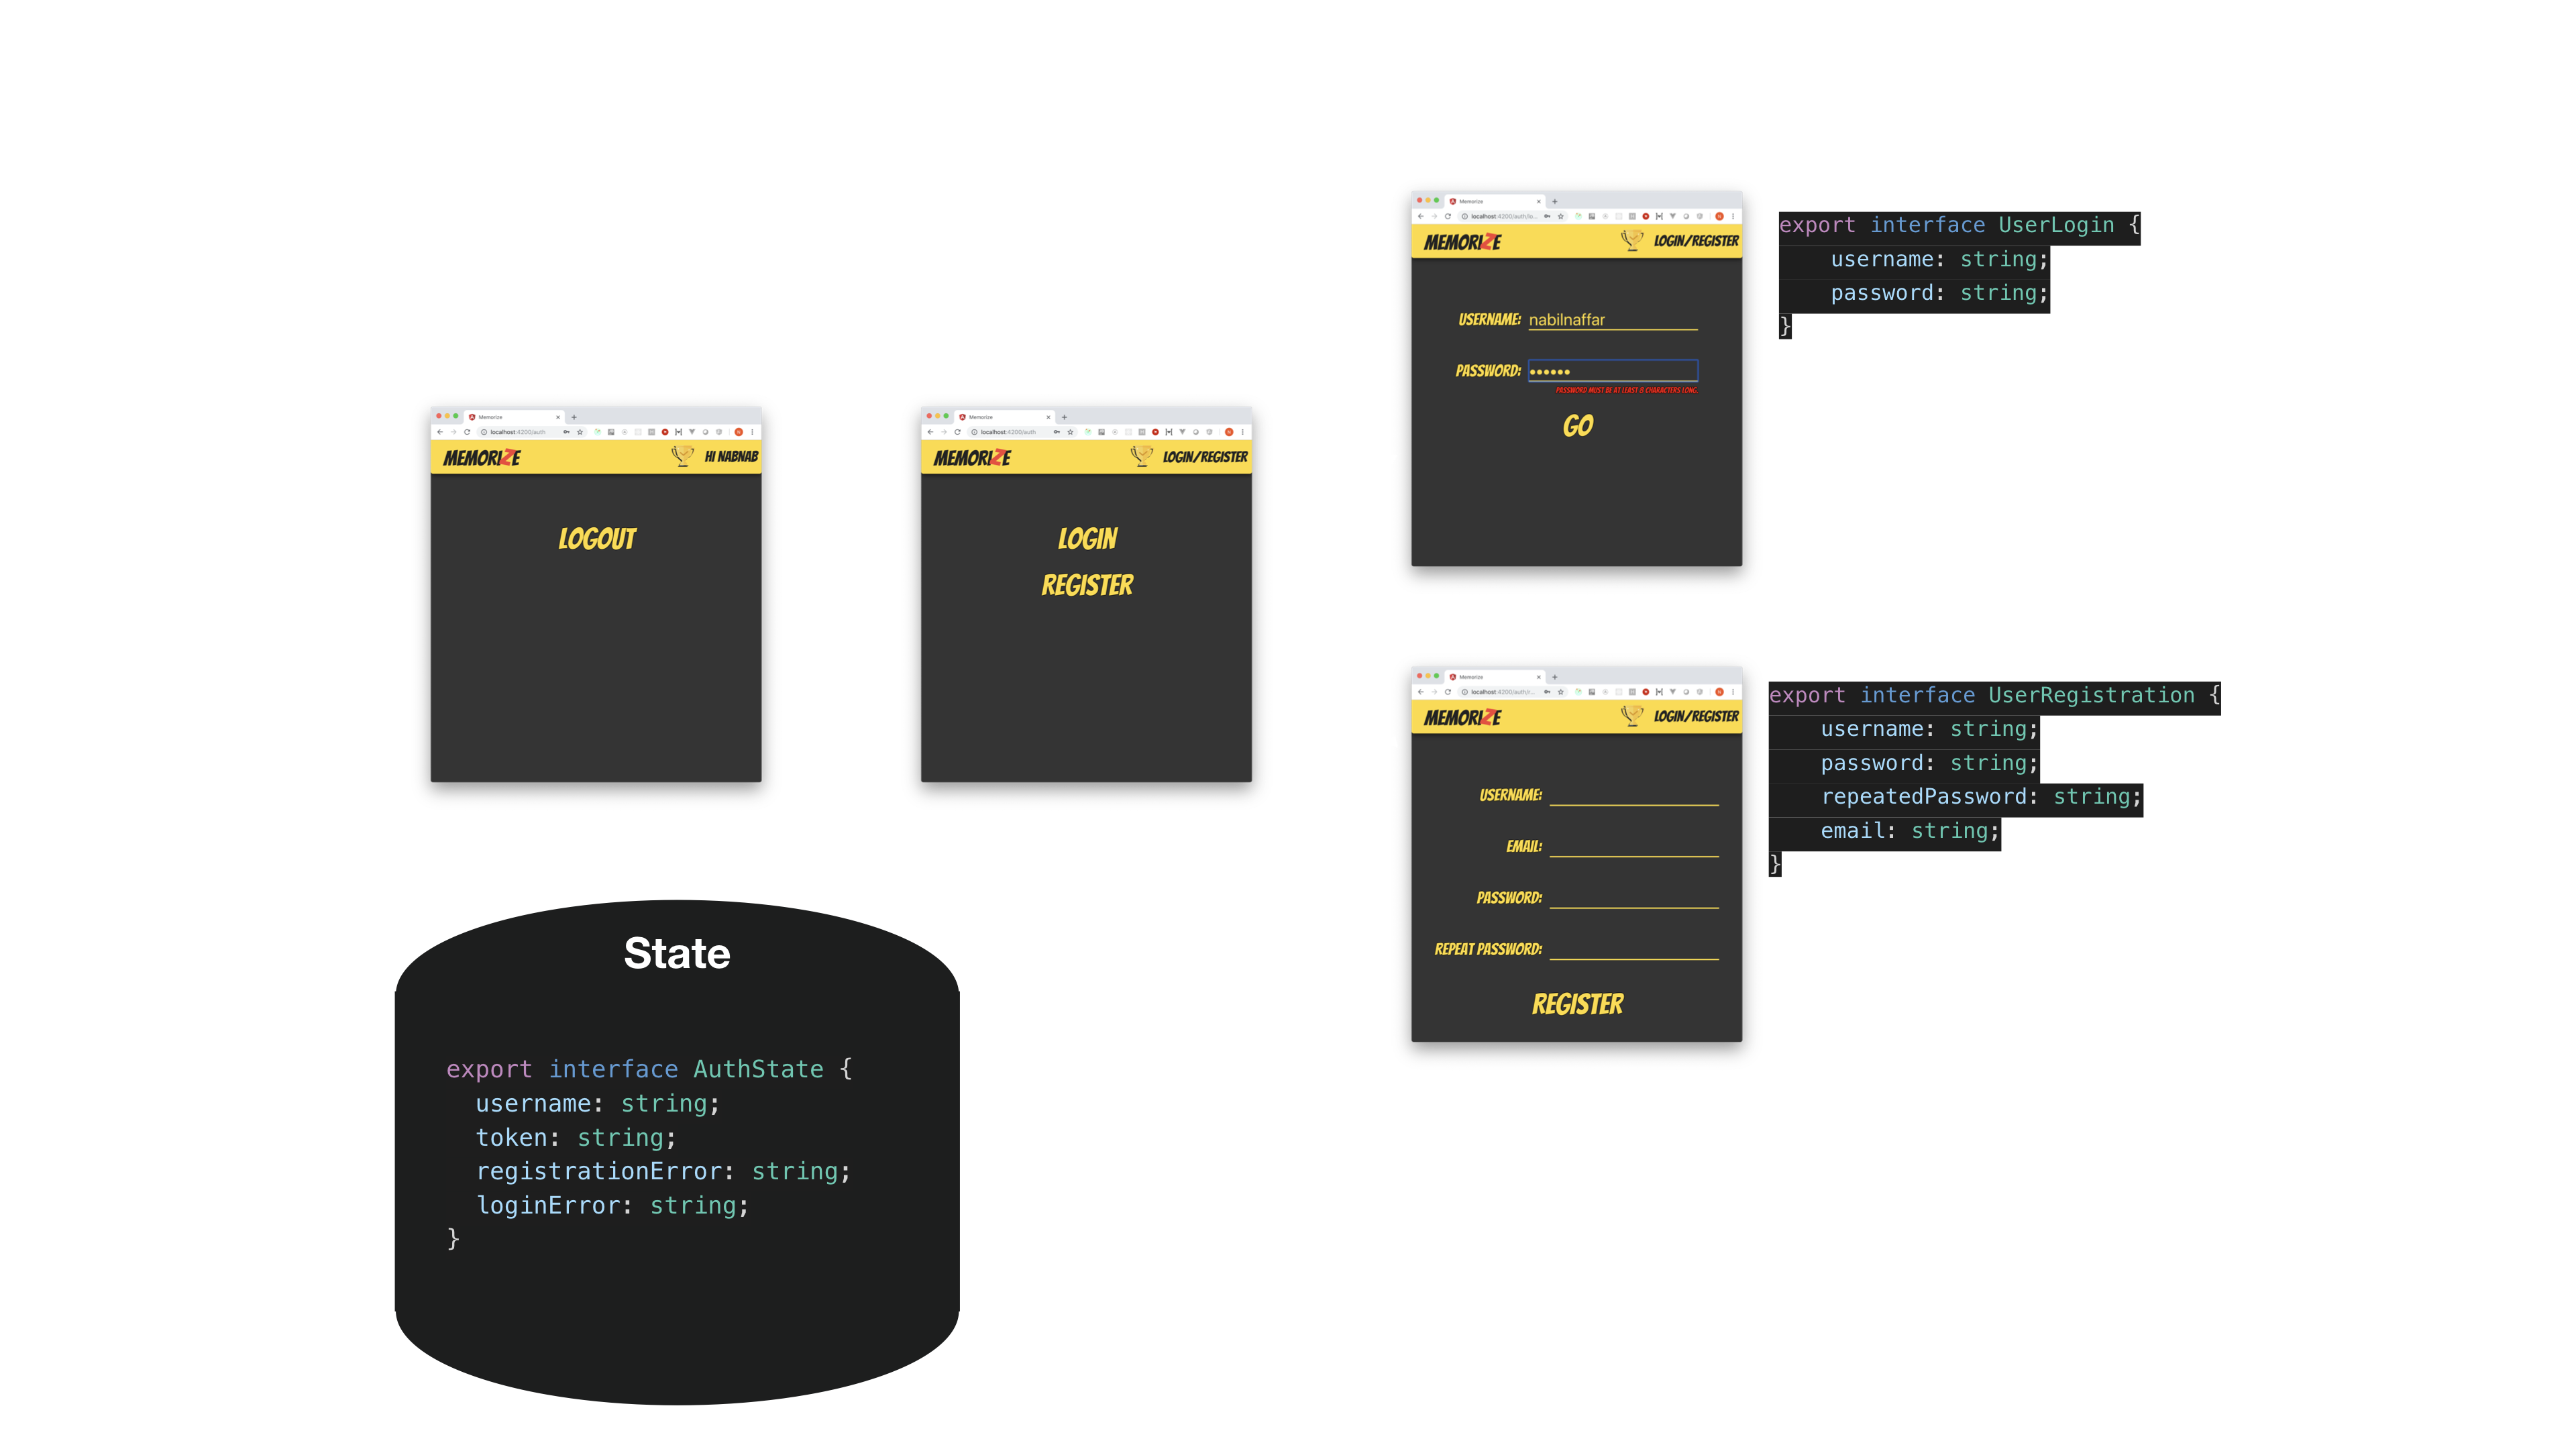 Memorize
localhost:4200/auth
MEMORIZE
HI NABNAB
LOGOUT
Memorize
localhost:4200/auth
MEMORIZE
LOGIN/REGISTER
LOGIN
REGISTER
Memorize
localhost:4200/auth/lo...
MEMORIZE
LOGIN/REGISTER
USERNAME: nabilnaffar
PASSWORD: ••••••
PASSWORD MUST BE AT LEAST 8 CHARACTERS LONG.
GO
export interface UserLogin {
    username: string;
    password: string;
}
Memorize
localhost:4200/auth/r...
MEMORIZE
LOGIN/REGISTER
USERNAME:
EMAIL:
PASSWORD:
REPEAT PASSWORD:
REGISTER
export interface UserRegistration {
    username: string;
    password: string;
    repeatedPassword: string;
    email: string;
}
State
export interface AuthState {
  username: string;
  token: string;
  registrationError: string;
  loginError: string;
}